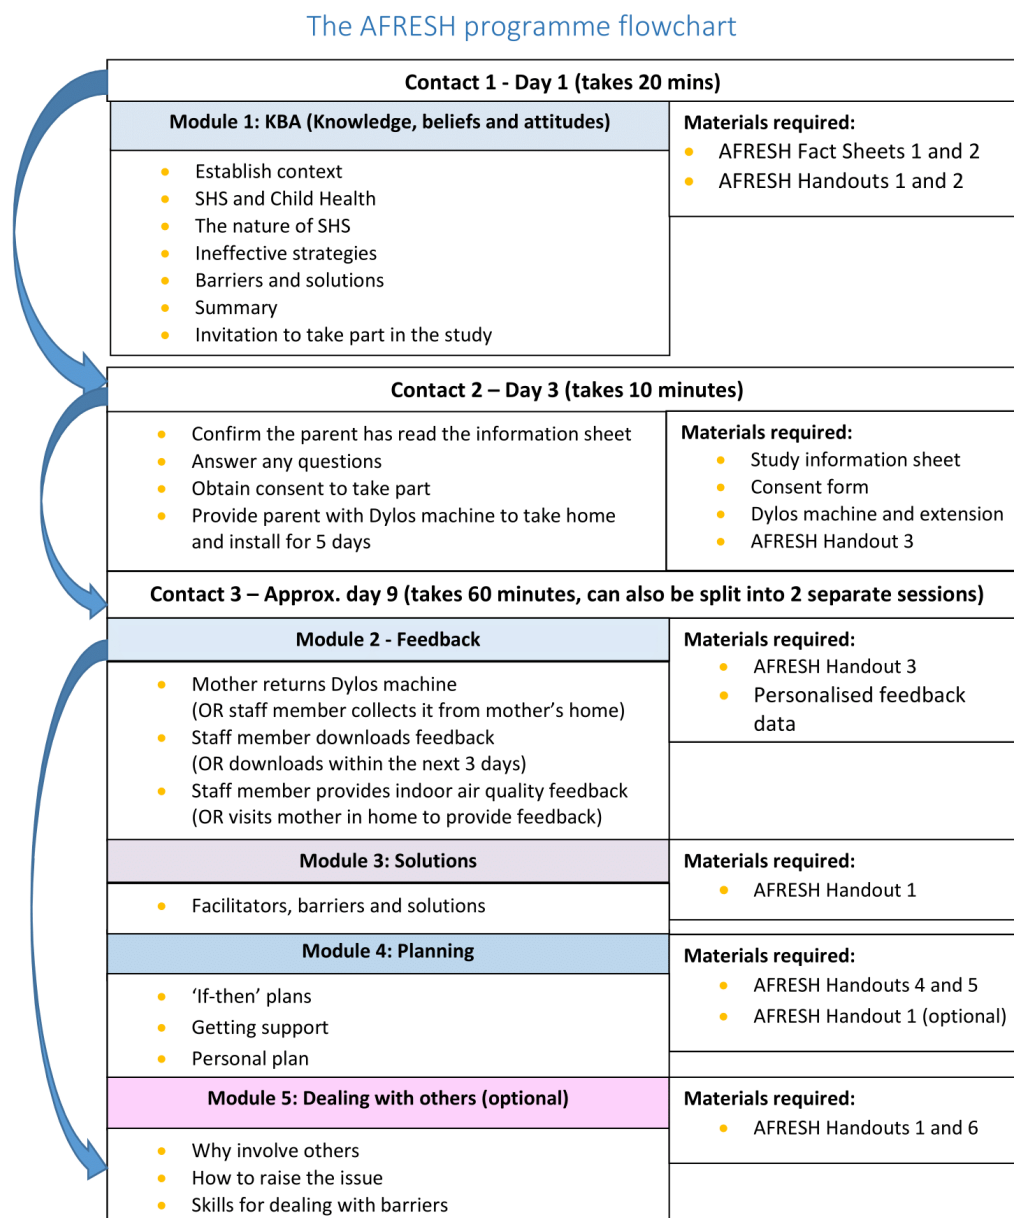 The AFRESH programme flowchart
Contact 1 - Day 1 (takes 20 mins)
Module 1: KBA (Knowledge, beliefs and attitudes)
Establish context
SHS and Child Health
The nature of SHS
Ineffective strategies
Barriers and solutions
Summary
Invitation to take part in the study
Materials required:
AFRESH Fact Sheets 1 and 2
AFRESH Handouts 1 and 2
Contact 2 – Day 3 (takes 10 minutes)
Confirm the parent has read the information sheet
Answer any questions
Obtain consent to take part
Provide parent with Dylos machine to take home
and install for 5 days
Materials required:
Study information sheet
Consent form
Dylos machine and extension
AFRESH Handout 3
Contact 3 – Approx. day 9 (takes 60 minutes, can also be split into 2 separate sessions)
Module 2 - Feedback
Mother returns Dylos machine
(OR staff member collects it from mother’s home)
Staff member downloads feedback
(OR downloads within the next 3 days)
Staff member provides indoor air quality feedback
(OR visits mother in home to provide feedback)
Materials required:
AFRESH Handout 3
Personalised feedback
data
Module 3: Solutions
Facilitators, barriers and solutions
Materials required:
AFRESH Handout 1
Module 4: Planning
‘If-then’ plans
Getting support
Personal plan
Materials required:
AFRESH Handouts 4 and 5
AFRESH Handout 1 (optional)
Module 5: Dealing with others (optional)
Why involve others
How to raise the issue
Skills for dealing with barriers
Materials required:
AFRESH Handouts 1 and 6